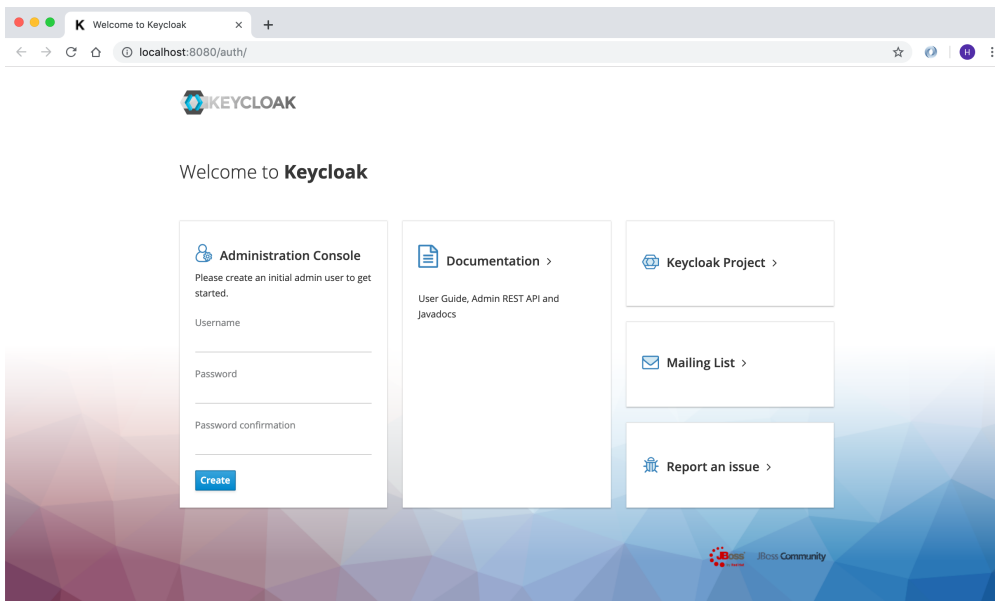 K Welcome to Keycloak
localhost:8080/auth/
H
KEYCLOAK
Welcome to Keycloak
Administration Console
Please create an initial admin user to get
started.
Username
Password
Password confirmation
Create
Documentation
User Guide, Admin REST API and
Javadocs
Keycloak Project
Mailing List
Report an issue
JBoss
JBoss Community